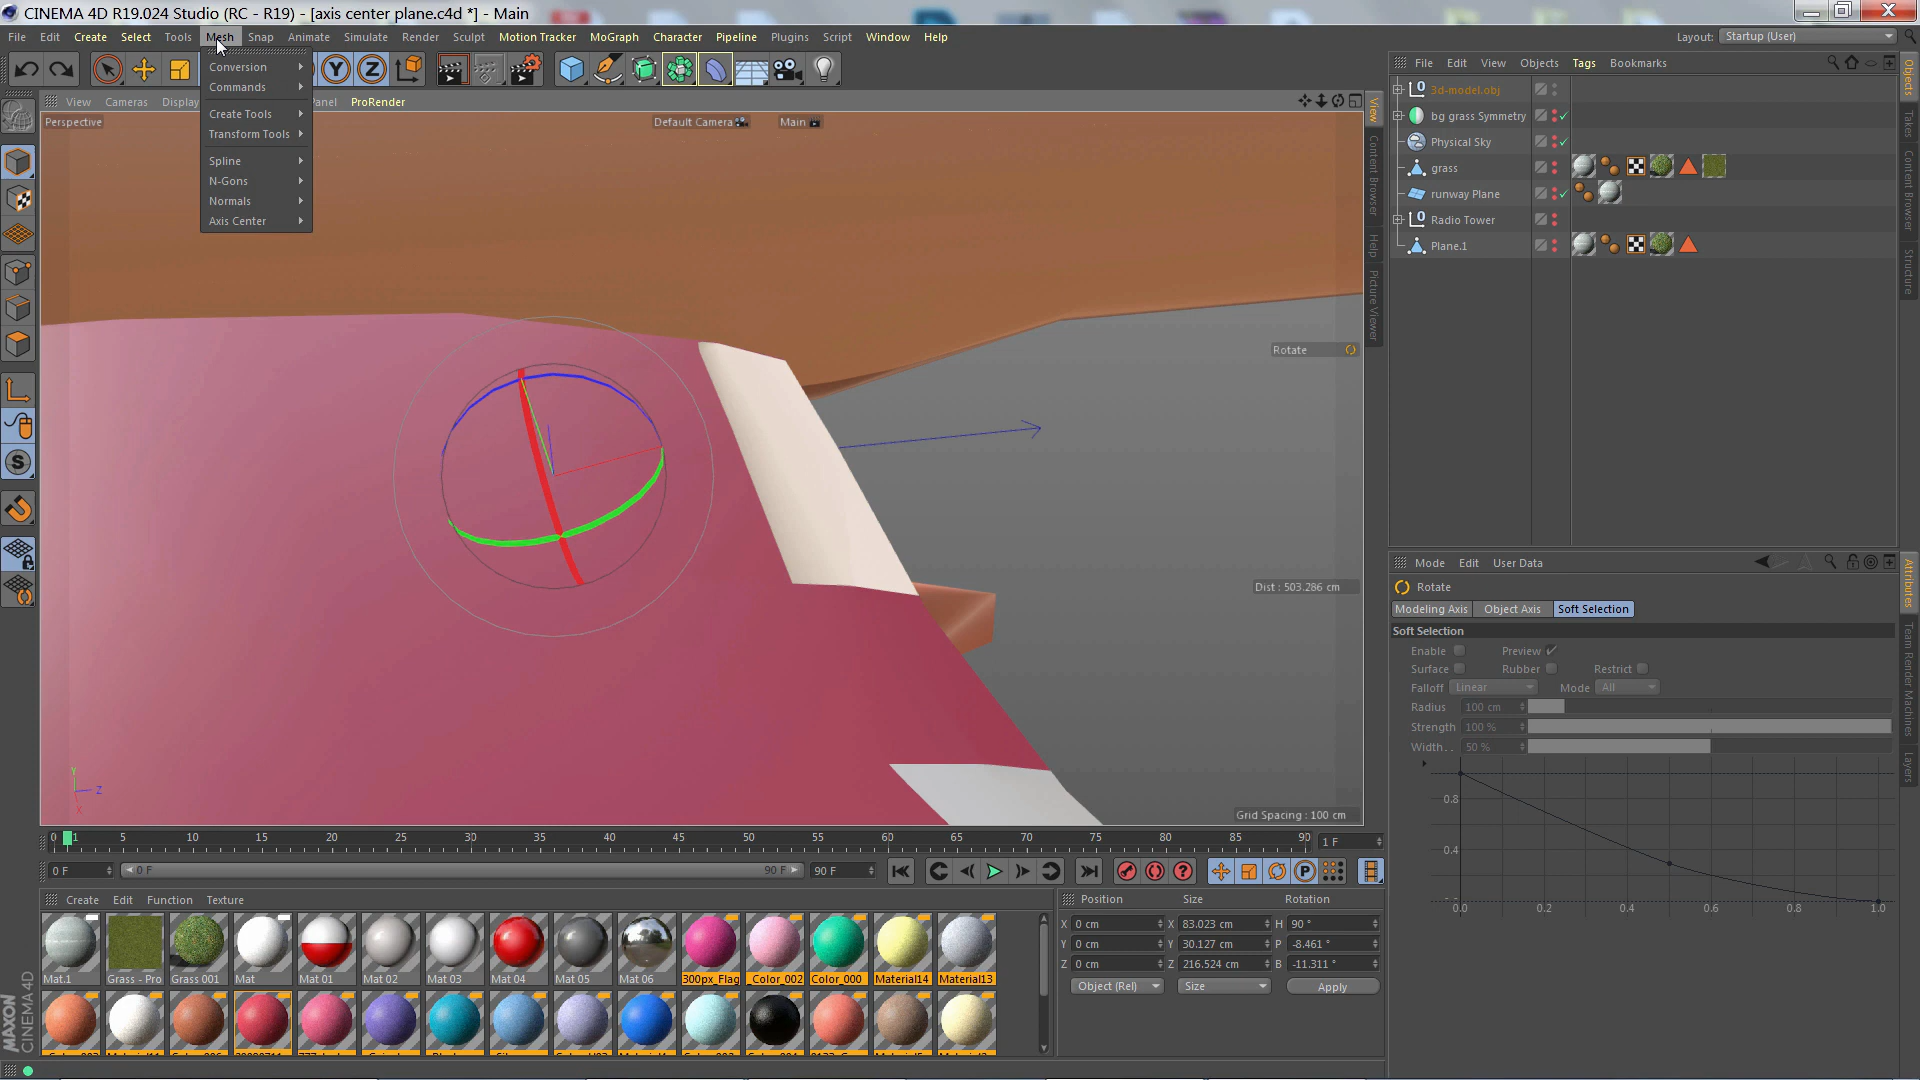 CINEMA 4D R19.024 Studio (RC - R19) - [axis center plane.c4d *] - Main
File Edit Create Select Tools Mesh Snap Animate Simulate Render Sculpt Motion Tracker MoGraph Character Pipeline Plugins Script Window Help
Layout: Startup (User)
Conversion
Commands
Create Tools
Transform Tools
Spline
N-Gons
Normals
Axis Center
View Cameras Display Panel ProRender
Perspective
Default Camera
Main
Rotate
Dist : 503.286 cm
Grid Spacing : 100 cm
Y
Z
X
View
Content Browser
Help
Picture Viewer
File Edit View Objects Tags Bookmarks
3d-model.obj
bg grass Symmetry
Physical Sky
grass
runway Plane
Radio Tower
Plane.1
Objects
Takes
Content Browser
Structure
Mode Edit User Data
Rotate
Modeling Axis Object Axis Soft Selection
Soft Selection
Enable Preview
Surface Rubber Restrict
Falloff Linear Mode All
Radius 100 cm
Strength 100 %
Width . . 50 %
0.8
0.4
0.0 0.2 0.4 0.6 0.8 1.0
Attributes
Team Render Machines
Layers
0 1 5 10 15 20 25 30 35 40 45 50 55 60 65 70 75 80 85 90 1 F
0 F 0 F 90 F 90 F
Create Edit Function Texture
Mat.1 Grass - Pro Grass 001 Mat Mat 01 Mat 02 Mat 03 Mat 04 Mat 05 Mat 06 300px_Flag _Color_002 Color_000 Material14 Material13
Position Size Rotation
X 0 cm X 83.023 cm H 90 °
Y 0 cm Y 30.127 cm P -8.461 °
Z 0 cm Z 216.524 cm B -11.311 °
Object (Rel) Size Apply
MAXON
CINEMA 4D